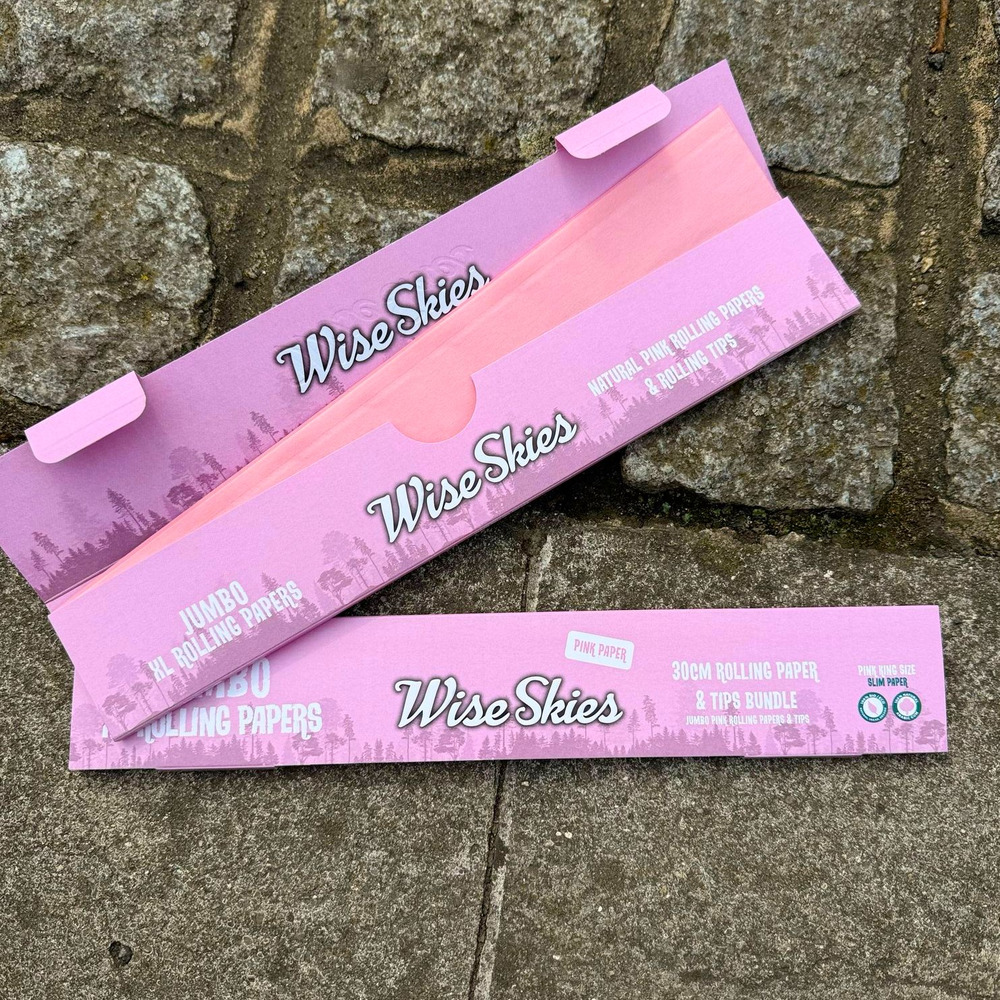 Wise Skies
NATURAL PINK ROLLING PAPERS
& ROLLING TIPS
Wise Skies
JUMBO
XL ROLLING PAPERS
PINK PAPER
30CM ROLLING PAPER
& TIPS BUNDLE
JUMBO PINK ROLLING PAPERS & TIPS
PINK KING SIZE
SLIM PAPER
Wise Skies
ROLLING PAPERS